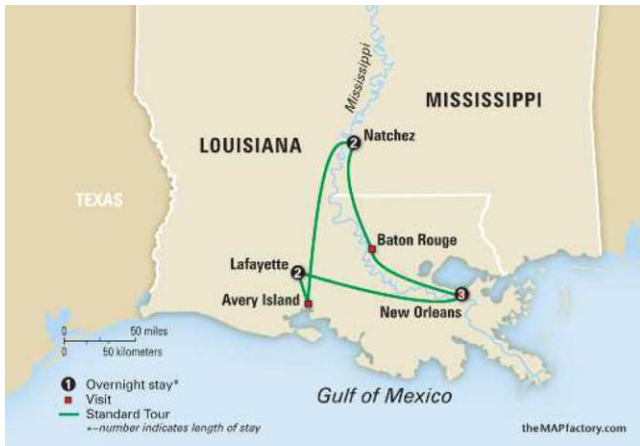 Mississippi
MISSISSIPPI
2 Natchez
LOUISIANA
TEXAS
Baton Rouge
Lafayette 2
Avery Island
3
New Orleans
0 50 miles
0 50 kilometers
1 Overnight stay*
Visit
Standard Tour
*–number indicates length of stay
Gulf of Mexico
theMAPfactory.com